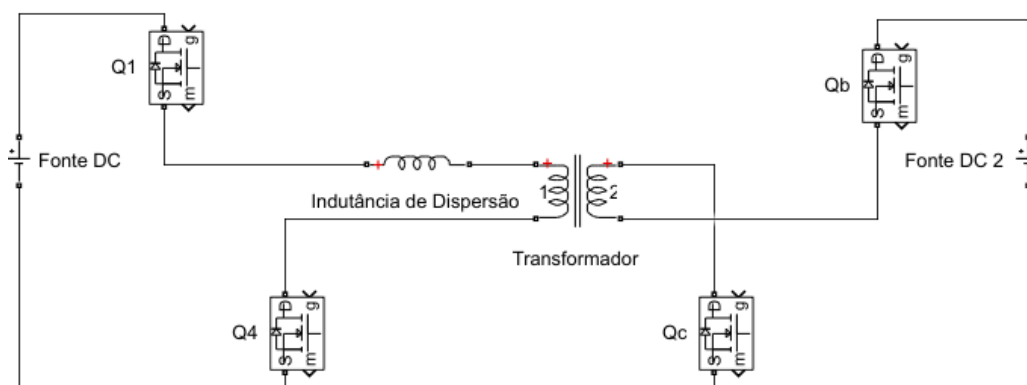 D g
Q1
S m
D g
Qb
S m
Fonte DC
Fonte DC 2
+
+
+
1
2
Indutância de Dispersão
Transformador
D g
Q4
S m
D g
Qc
S m